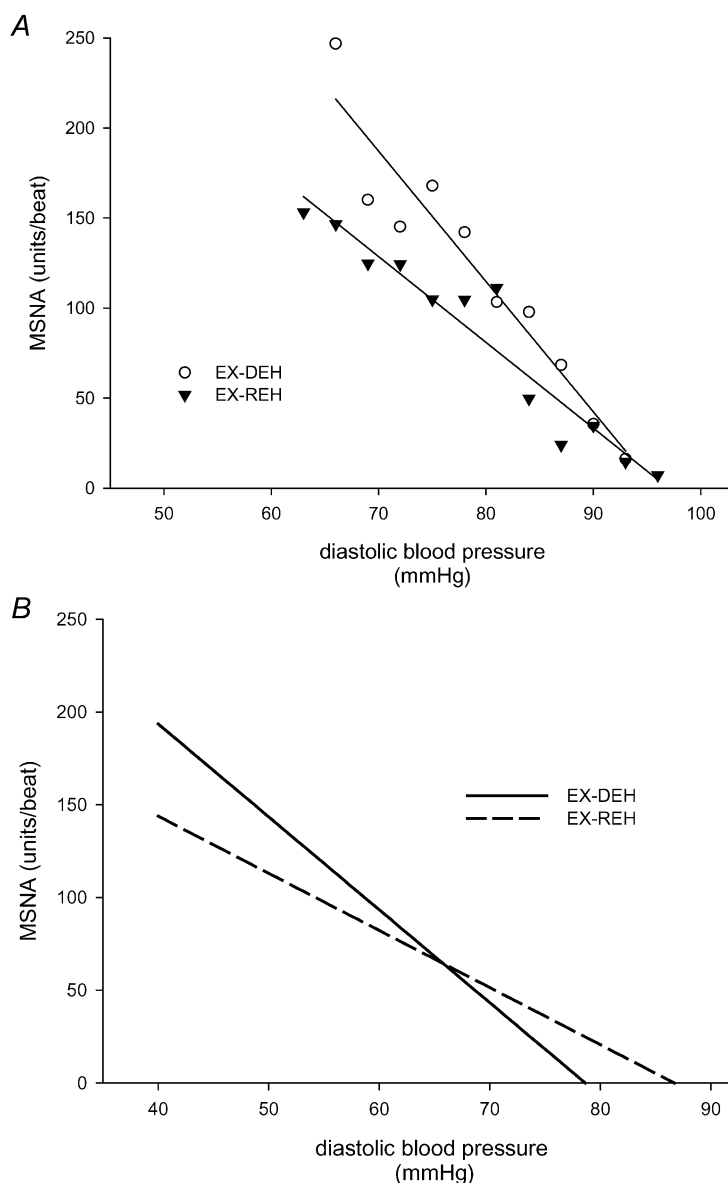 A
250
200
150
100
50
0
MSNA (units/beat)
EX-DEH
EX-REH
50 60 70 80 90 100
diastolic blood pressure
(mmHg)
B
250
200
150
100
50
0
MSNA (units/beat)
EX-DEH
EX-REH
40 50 60 70 80 90
diastolic blood pressure
(mmHg)